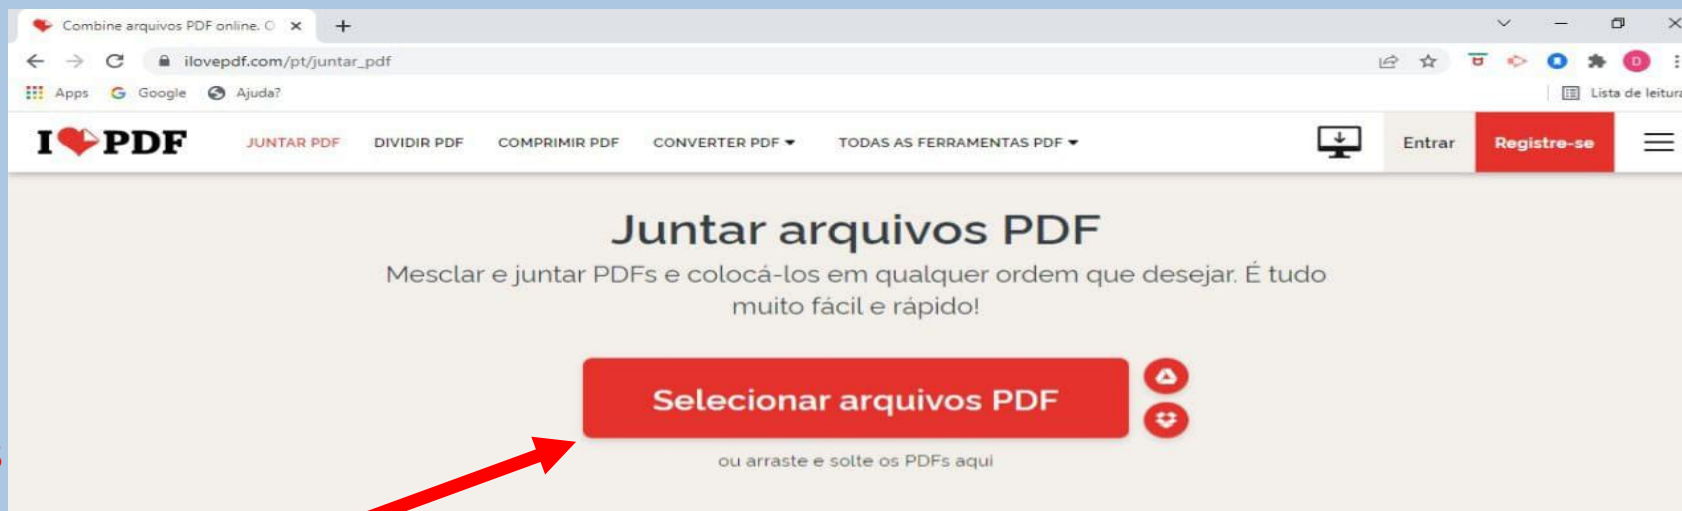 Combine arquivos PDF online. O
ilovepdf.com/pt/juntar_pdf
D
Apps Google Ajuda?
Lista de leitura
I PDF
JUNTAR PDF DIVIDIR PDF COMPRIMIR PDF CONVERTER PDF TODAS AS FERRAMENTAS PDF
Entrar Registre-se
Juntar arquivos PDF
Mesclar e juntar PDFs e colocá-los em qualquer ordem que desejar. É tudo
muito fácil e rápido!
Selecionar arquivos PDF
ou arraste e solte os PDFs aqui